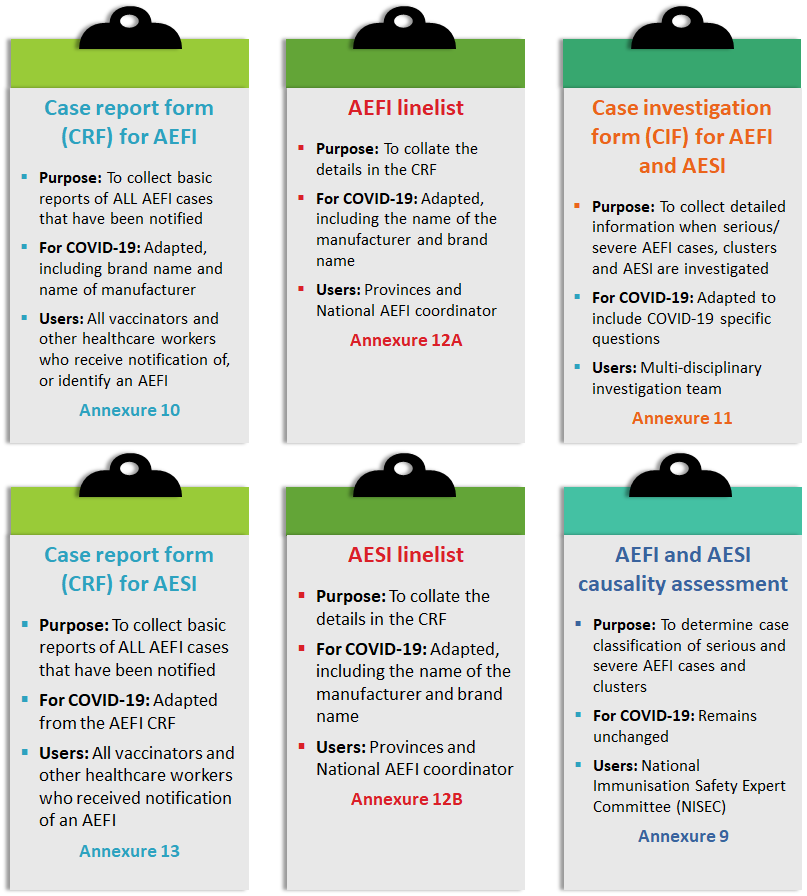 Case report form
(CRF) for AEFI
▪ Purpose: To collect basic
reports of ALL AEFI cases
that have been notified
▪ For COVID-19: Adapted,
including brand name and
name of manufacturer
▪ Users: All vaccinators and
other healthcare workers
who receive notification of,
or identify an AEFI
Annexure 10
AEFI linelist
▪ Purpose: To collate the
details in the CRF
▪ For COVID-19: Adapted,
including the name of the
manufacturer and brand
name
▪ Users: Provinces and
National AEFI coordinator
Annexure 12A
Case investigation
form (CIF) for AEFI
and AESI
▪ Purpose: To collect detailed
information when serious/
severe AEFI cases, clusters
and AESI are investigated
▪ For COVID-19: Adapted to
include COVID-19 specific
questions
▪ Users: Multi-disciplinary
investigation team
Annexure 11
Case report form
(CRF) for AESI
▪ Purpose: To collect basic
reports of ALL AEFI cases
that have been notified
▪ For COVID-19: Adapted
from the AEFI CRF
▪ Users: All vaccinators and
other healthcare workers
who received notification
of an AEFI
Annexure 13
AESI linelist
▪ Purpose: To collate the
details in the CRF
▪ For COVID-19: Adapted,
including the name of the
manufacturer and brand
name
▪ Users: Provinces and
National AEFI coordinator
Annexure 12B
AEFI and AESI
causality assessment
▪ Purpose: To determine case
classification of serious and
severe AEFI cases and
clusters
▪ For COVID-19: Remains
unchanged
▪ Users: National
Immunisation Safety Expert
Committee (NISEC)
Annexure 9